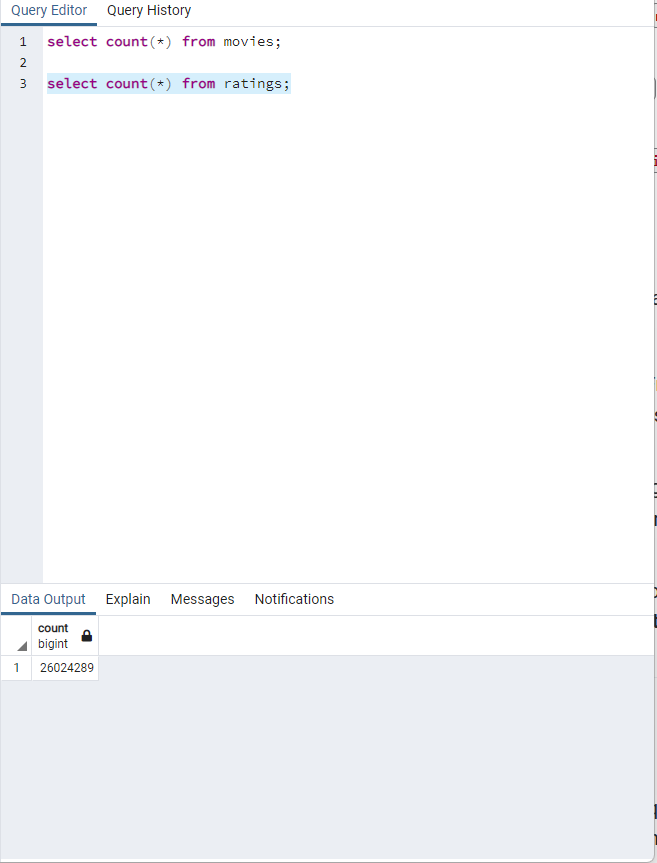 Query Editor Query History
1 select count(*) from movies;
2
3 select count(*) from ratings;
Data Output Explain Messages Notifications
count
bigint
1 26024289